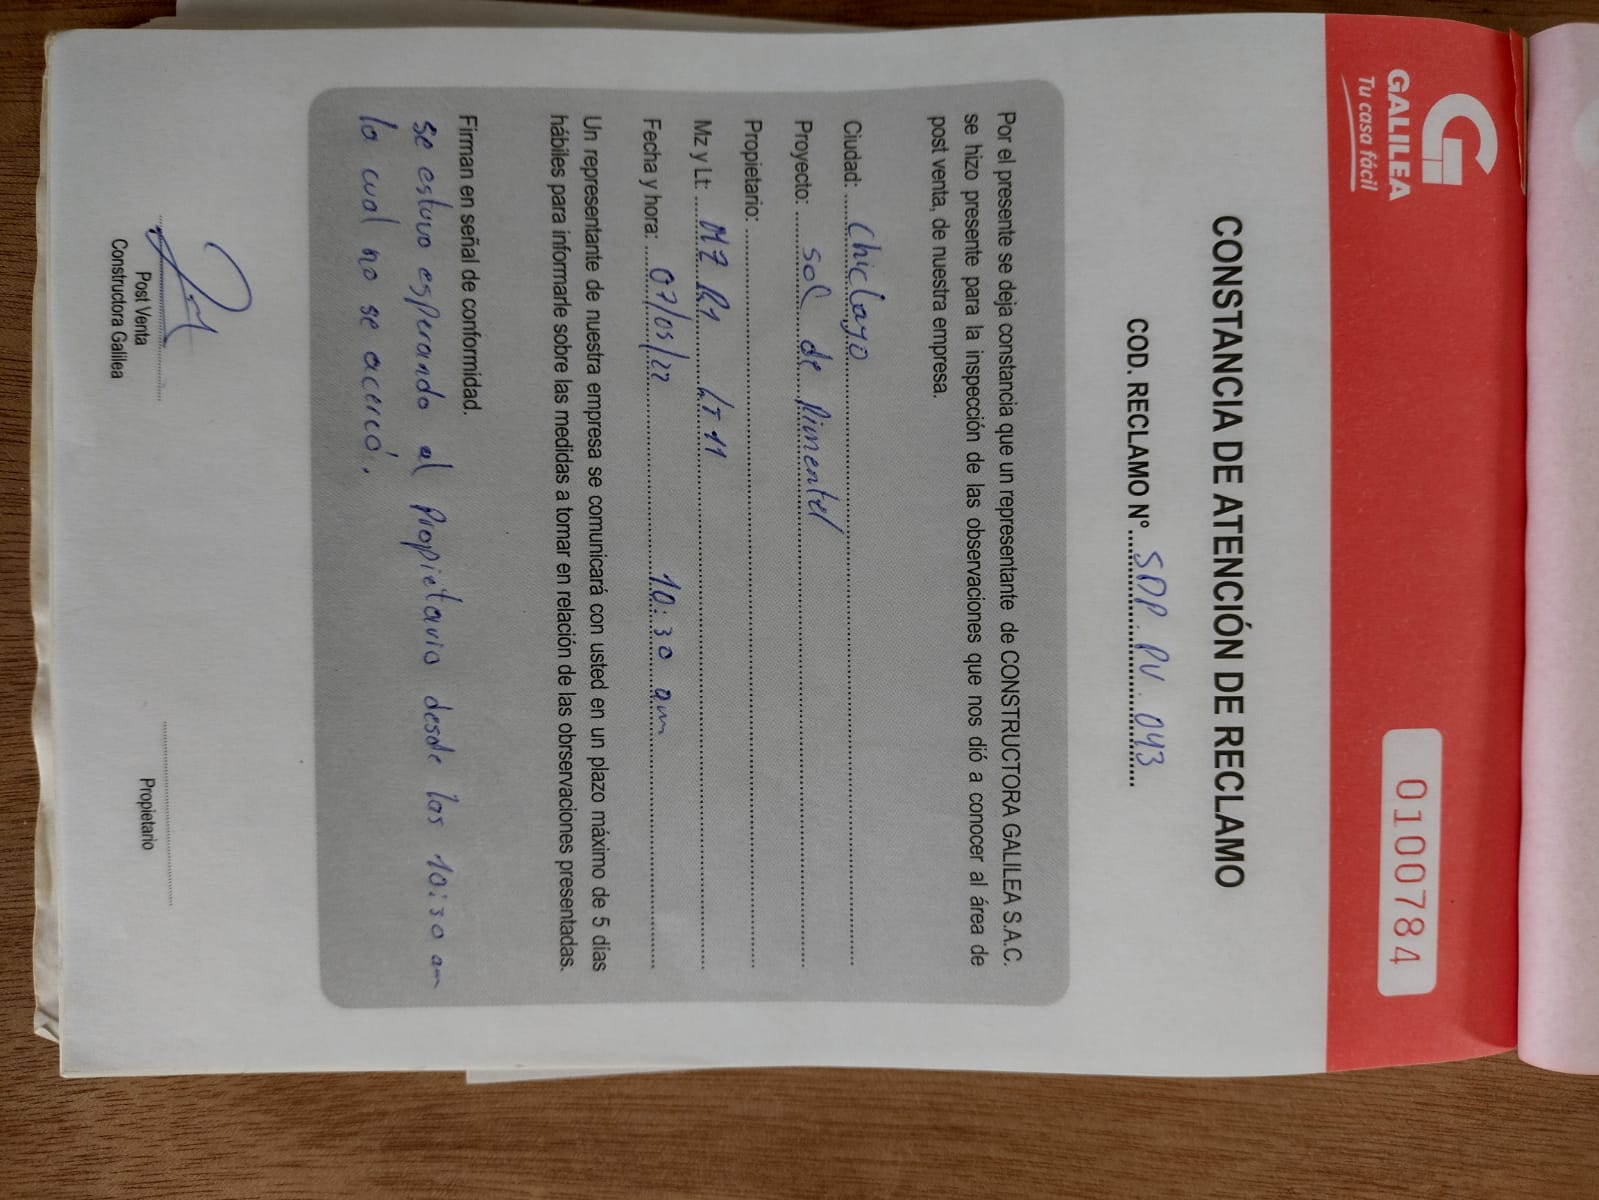 GALILEA
Tu casa fácil
0100784
CONSTANCIA DE ATENCIÓN DE RECLAMO
COD. RECLAMO N° SDP. PV. 043
Por el presente se deja constancia que un representante de CONSTRUCTORA GALILEA S.A.C.
se hizo presente para la inspección de las observaciones que nos dió a conocer al área de
post venta, de nuestra empresa.
Ciudad: Chiclayo
Proyecto: Sol de Pimentel
Propietario:
Mz y Lt: MZ R1 LT 11
Fecha y hora: 07/05/22 10:30 am
Un representante de nuestra empresa se comunicará con usted en un plazo máximo de 5 días
hábiles para informarle sobre las medidas a tomar en relación de las obrservaciones presentadas.
Firman en señal de conformidad.
se estuvo esperando al Propietario desde las 10:30 am
lo cual no se acercó.
Post Venta
Constructora Galilea
Propietario